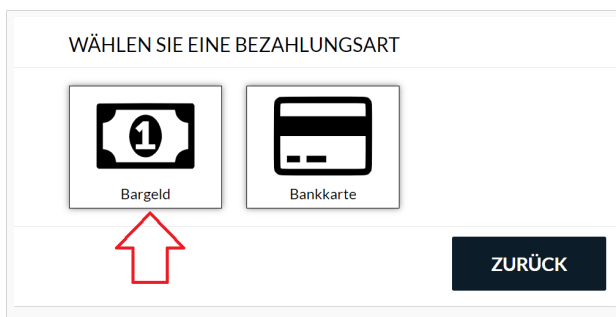 WÄHLEN SIE EINE BEZAHLUNGSART
1
Bargeld
Bankkarte
ZURÜCK